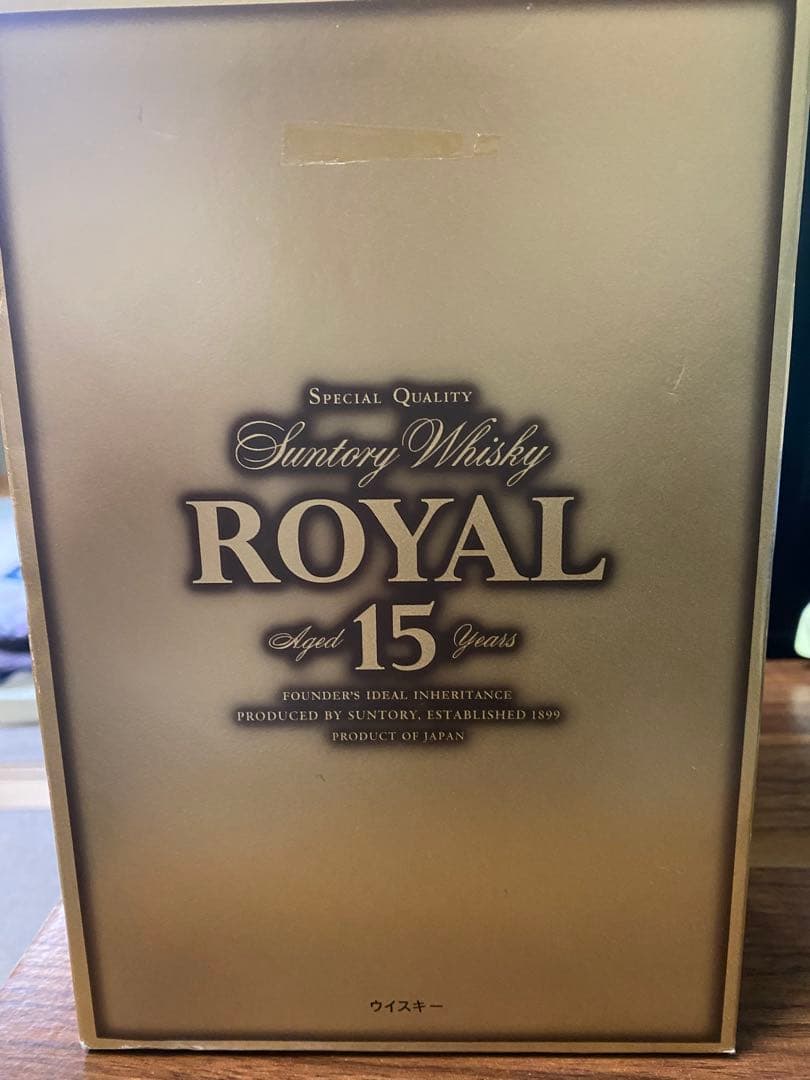 SPECIAL QUALITY
Suntory Whisky
ROYAL
Aged 15 Years
FOUNDER'S IDEAL INHERITANCE
PRODUCED BY SUNTORY, ESTABLISHED 1899
PRODUCT OF JAPAN
ウイスキー